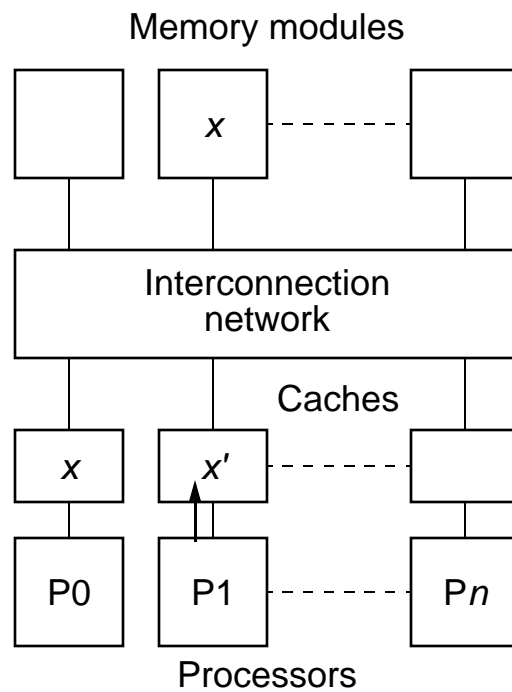 Memory modules
x
Interconnection
network
Caches
x x'
P0 P1 Pn
Processors